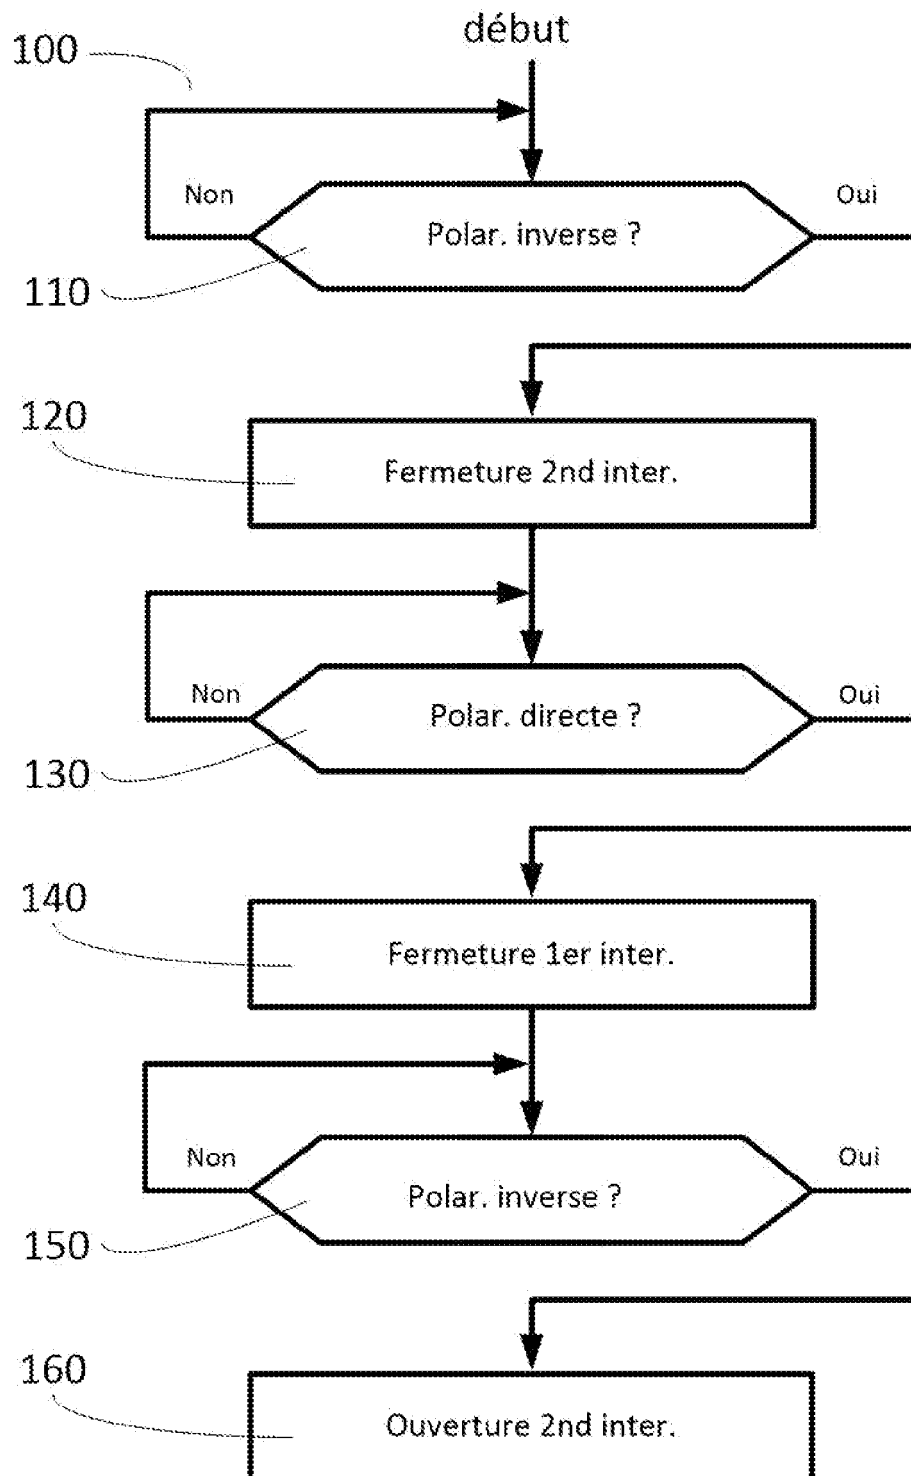 début
100
Non
Oui
Polar. inverse ?
110
120
Fermeture 2nd inter.
Non
Oui
Polar. directe ?
130
140
Fermeture 1er inter.
Non
Oui
Polar. inverse ?
150
160
Ouverture 2nd inter.